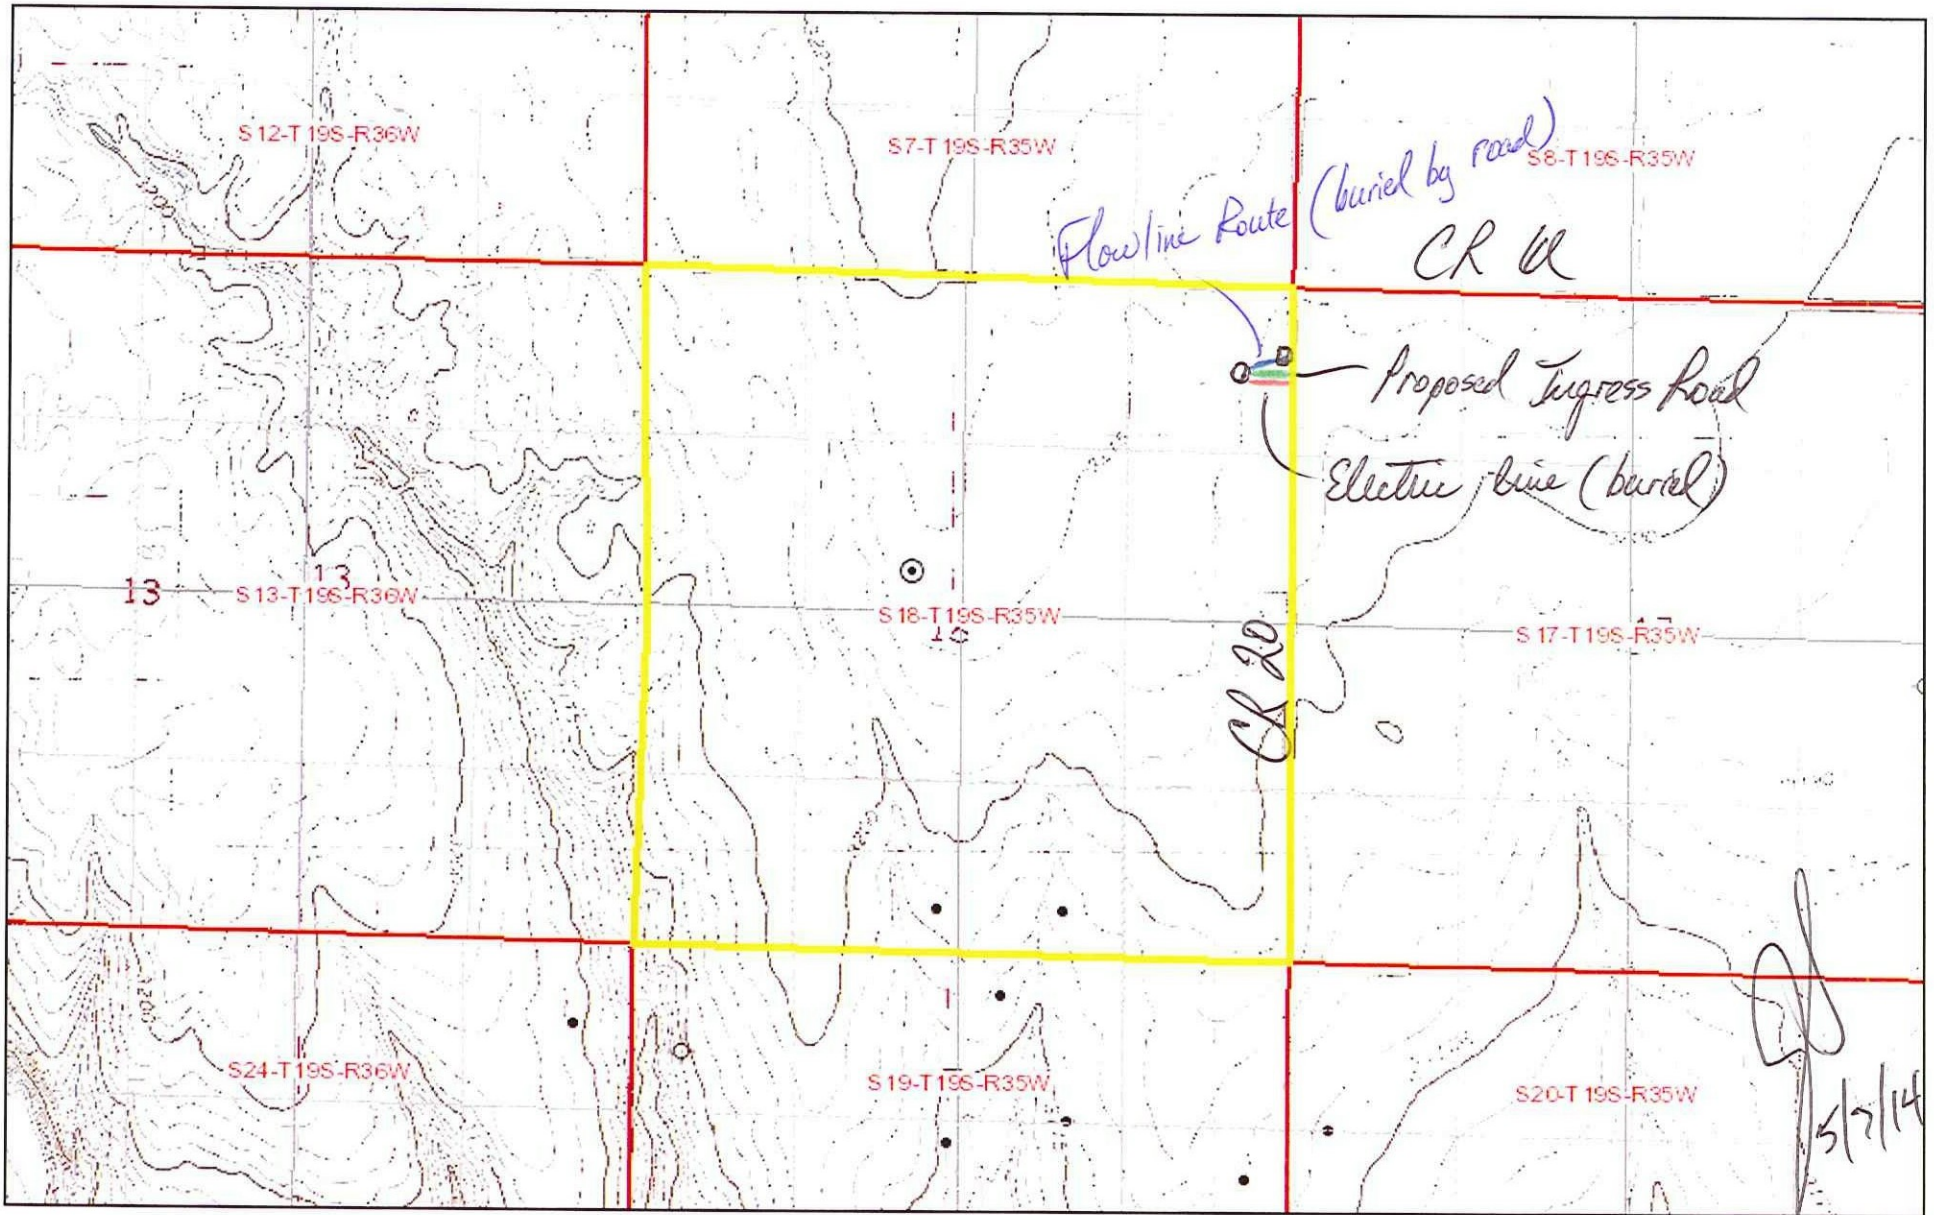 S12-T19S-R36W
S7-T19S-R35W
S8-T19S-R35W
Flowline Route (buried by road)
CR
Proposed Ingress Road
Electric line (buried)
13
13
S13-T19S-R36W
S18-T19S-R35W
S17-T19S-R35W
CR 20
S24-T19S-R36W
S19-T19S-R35W
S20-T19S-R35W
5/7/14